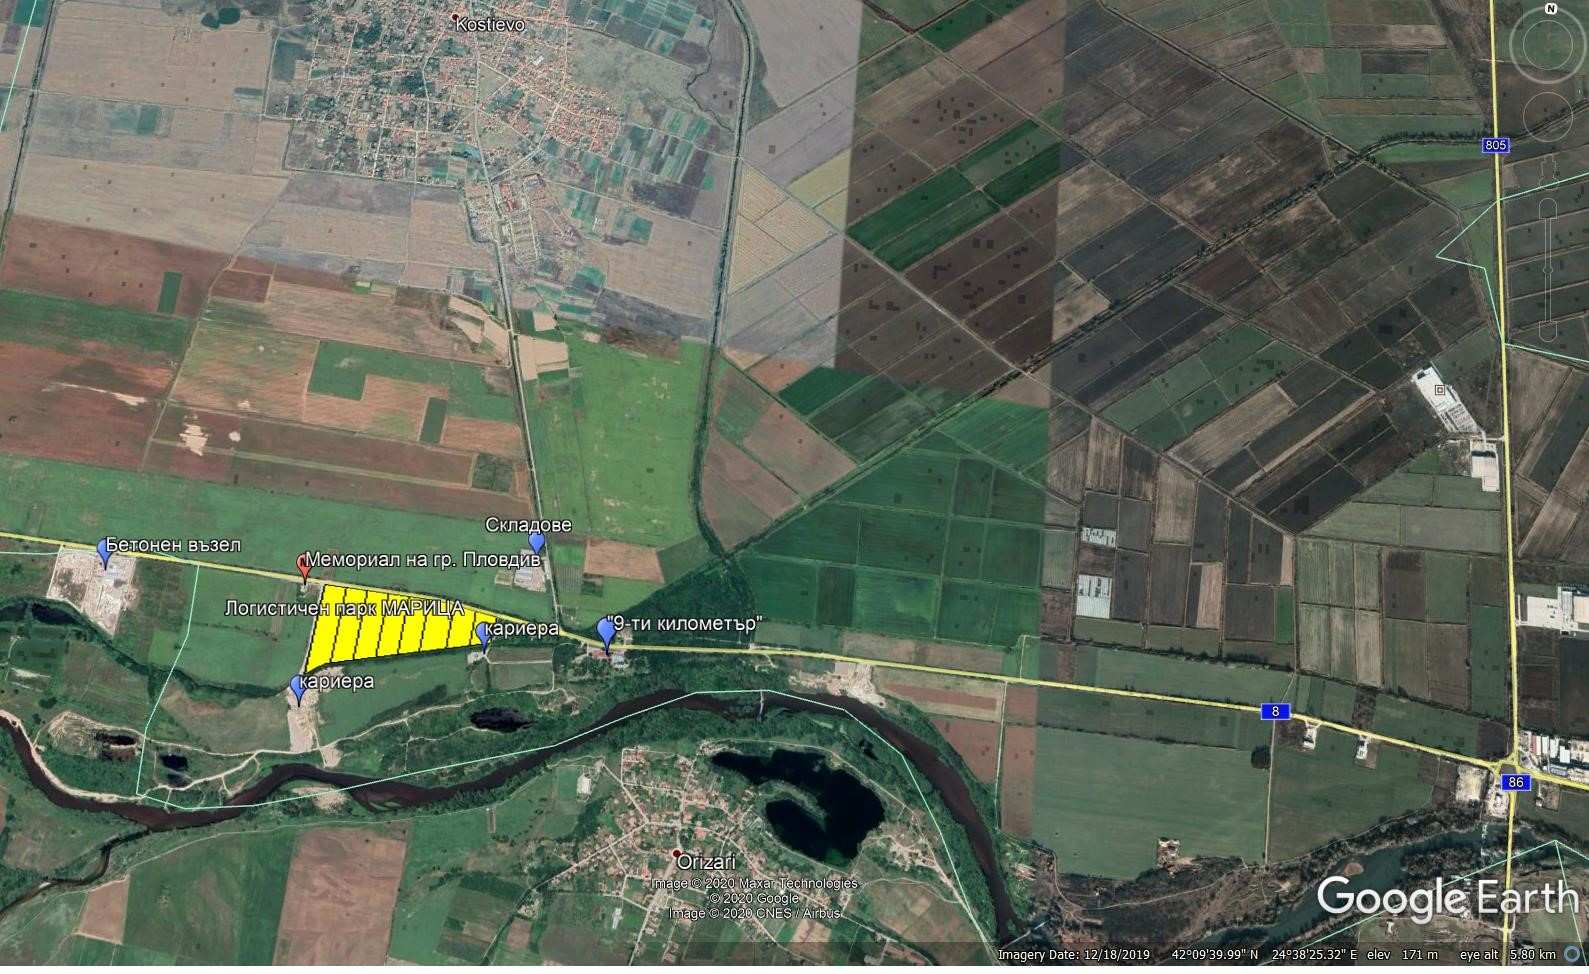 Kostievo
N
805
Складове
Бетонен възел
Мемориал на гр. Пловдив
Логистичен парк МАРИЦА
кариера
"9-ти километър"
кариера
8
86
Orizari
Image © 2020 Maxar Technologies
© 2020 Google
Image © 2020 CNES / Airbus
Google Earth
Imagery Date: 12/18/2019 42°09'39.99" N 24°38'25.32" E elev 171 m eye alt 5.80 km